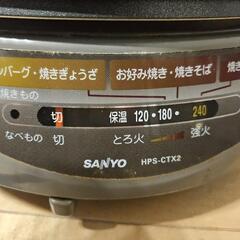 ンバーグ・焼きぎょうざ お好み焼き・焼きそば
焼きもの 切 保温 120・180・ 240
なべもの 切 とろ火 強火
SANYO HPS-CTX2